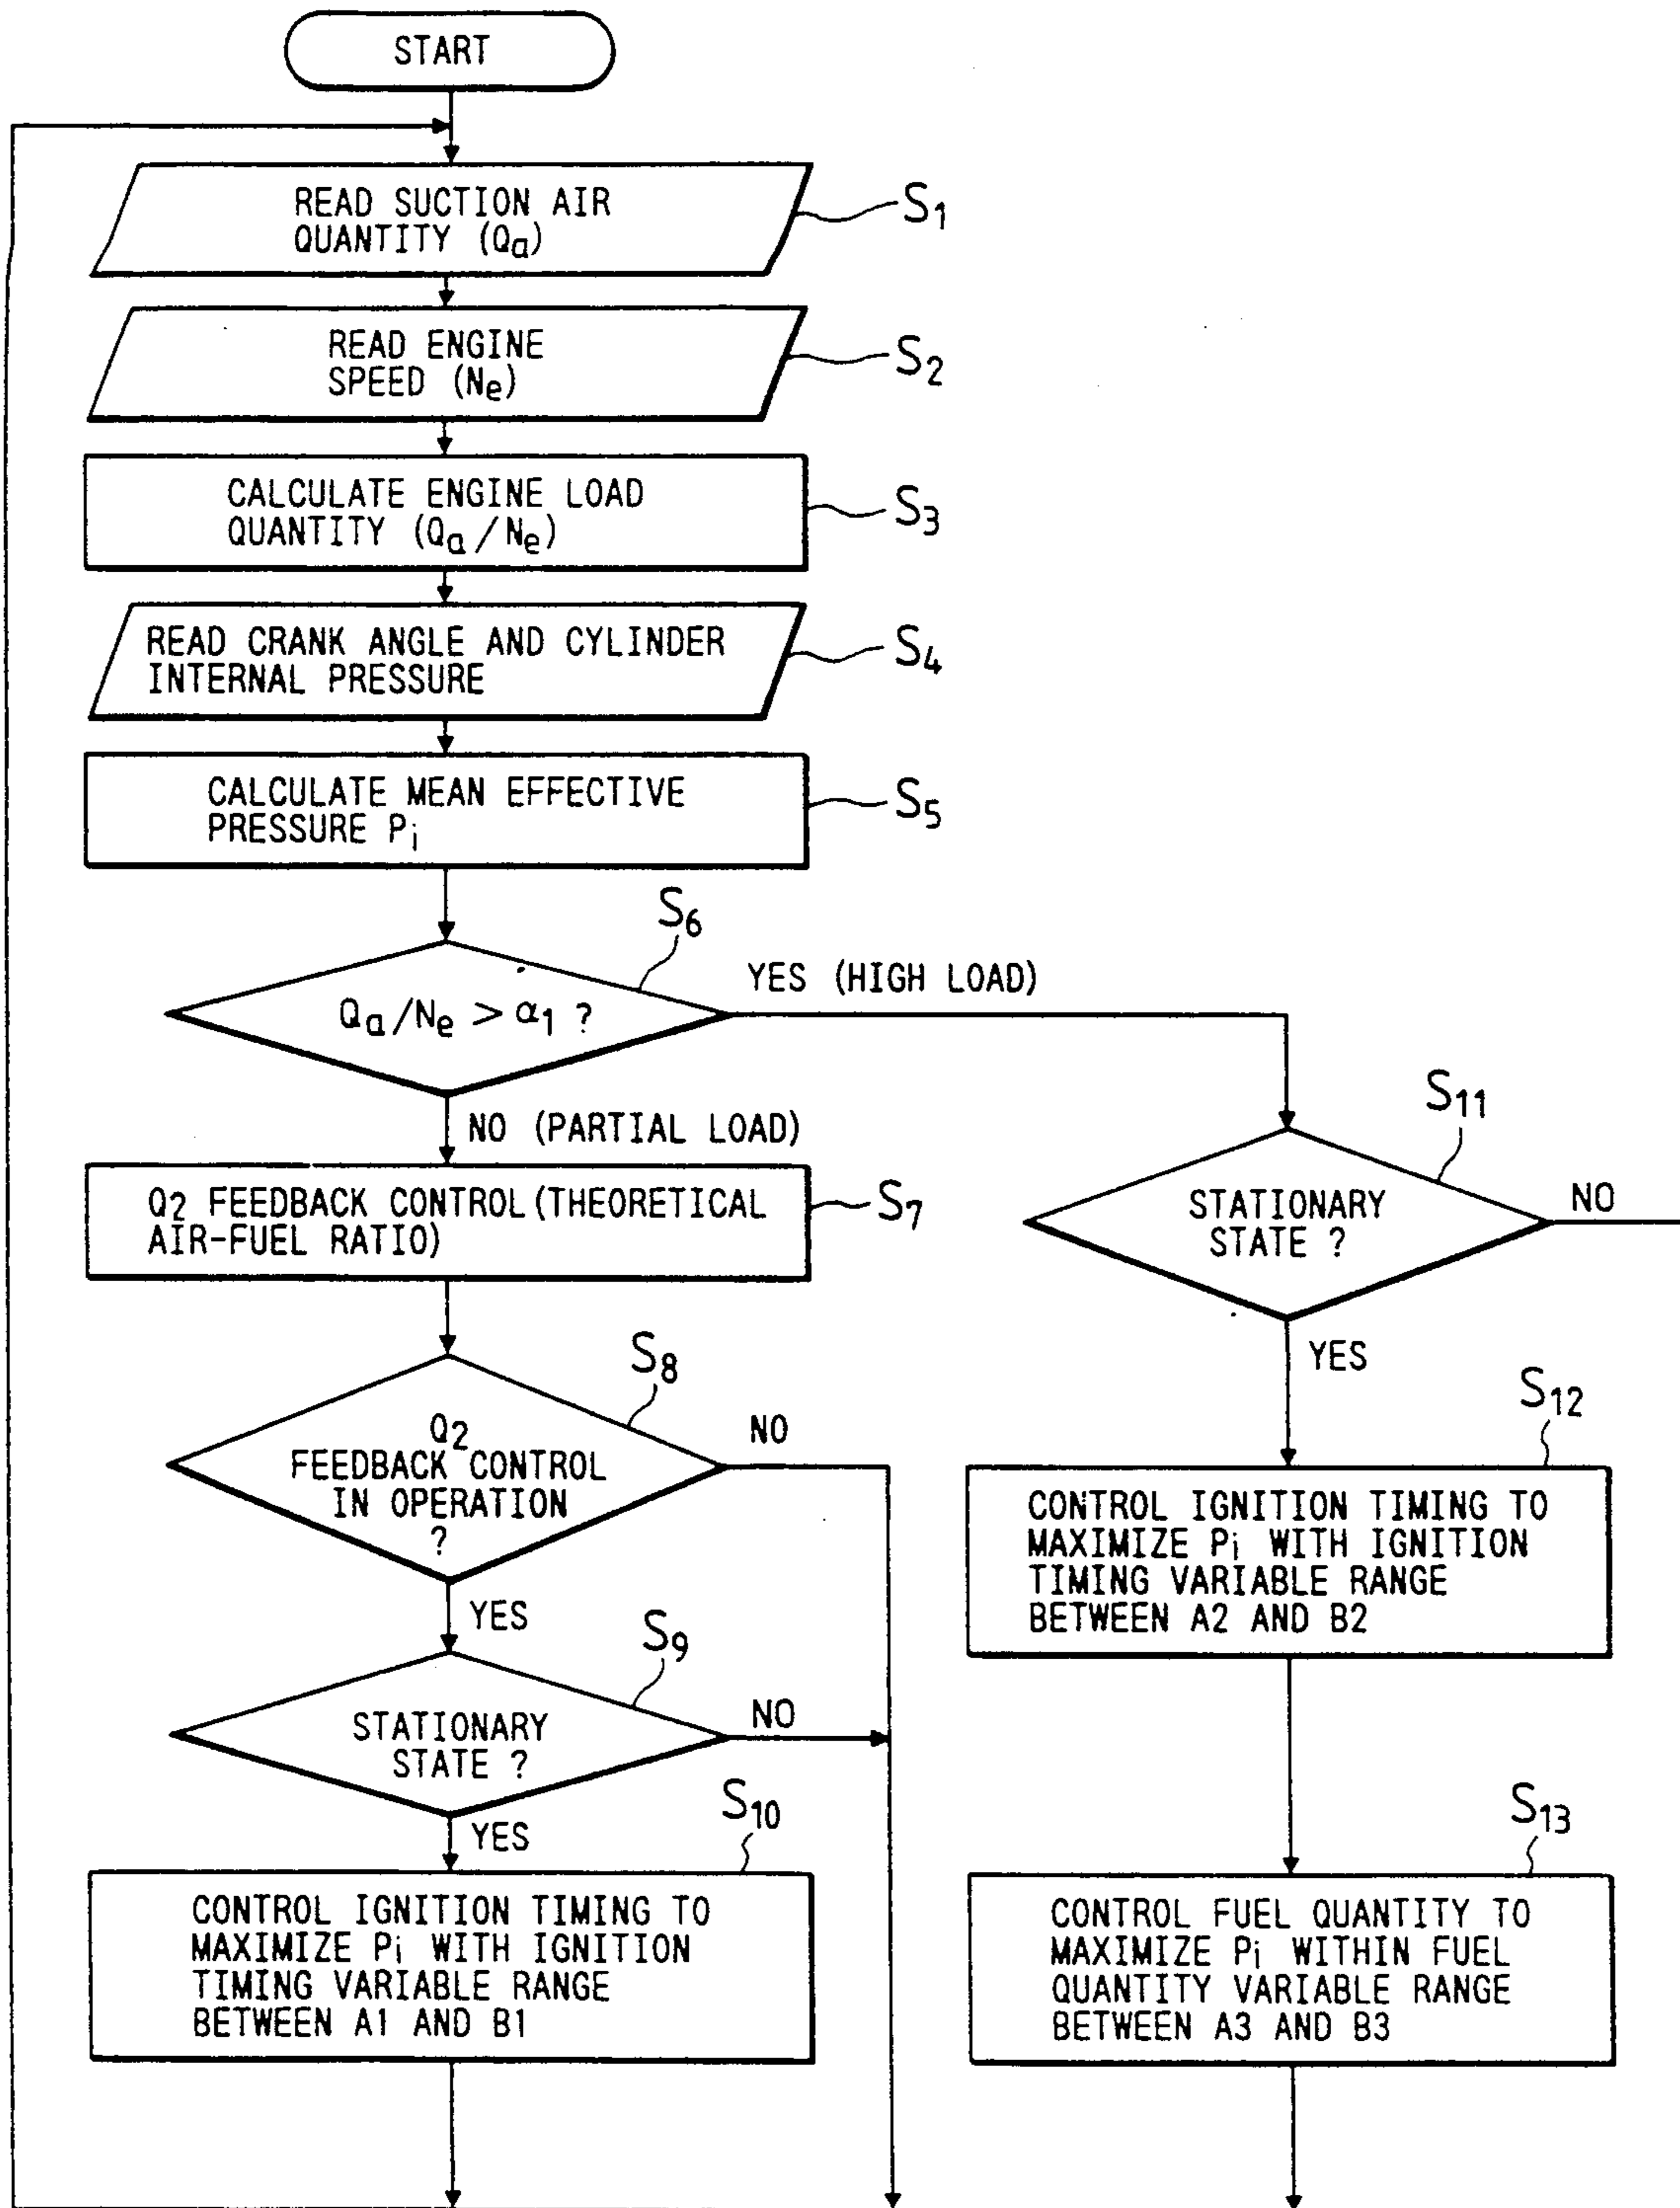 START
READ SUCTION AIR
QUANTITY (Qa)
S1
READ ENGINE
SPEED (Ne)
S2
CALCULATE ENGINE LOAD
QUANTITY (Qa/Ne)
S3
READ CRANK ANGLE AND CYLINDER
INTERNAL PRESSURE
S4
CALCULATE MEAN EFFECTIVE
PRESSURE Pi
S5
S6
Qa/Ne > α1 ?
YES (HIGH LOAD)
NO (PARTIAL LOAD)
Q2 FEEDBACK CONTROL (THEORETICAL
AIR-FUEL RATIO)
S7
S8
Q2
FEEDBACK CONTROL
IN OPERATION
?
NO
YES
S9
STATIONARY
STATE ?
NO
YES
S10
CONTROL IGNITION TIMING TO
MAXIMIZE Pi WITH IGNITION
TIMING VARIABLE RANGE
BETWEEN A1 AND B1
S11
STATIONARY
STATE ?
NO
YES
S12
CONTROL IGNITION TIMING TO
MAXIMIZE Pi WITH IGNITION
TIMING VARIABLE RANGE
BETWEEN A2 AND B2
S13
CONTROL FUEL QUANTITY TO
MAXIMIZE Pi WITHIN FUEL
QUANTITY VARIABLE RANGE
BETWEEN A3 AND B3